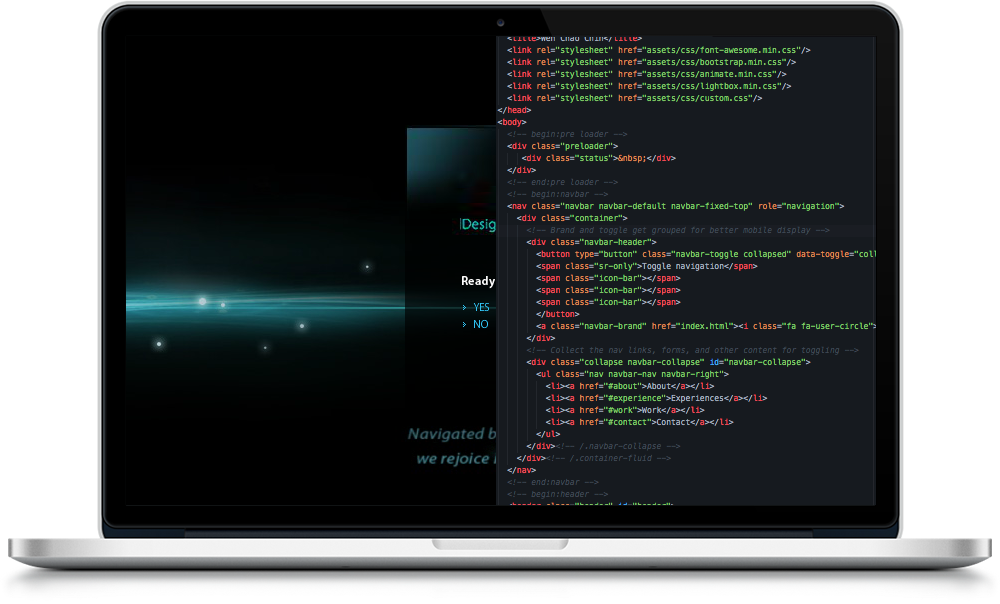 Desig
Ready
YES
NO
Navigated b
we rejoice
<title>Wen Chao Chin</title>
<link rel="stylesheet" href="assets/css/font-awesome.min.css"/>
<link rel="stylesheet" href="assets/css/bootstrap.min.css"/>
<link rel="stylesheet" href="assets/css/animate.min.css"/>
<link rel="stylesheet" href="assets/css/lightbox.min.css"/>
<link rel="stylesheet" href="assets/css/custom.css"/>
</head>
<body>
<!-- begin:pre loader -->
<div class="preloader">
<div class="status">&nbsp;</div>
</div>
<!-- end:pre loader -->
<!-- begin:navbar -->
<nav class="navbar navbar-default navbar-fixed-top" role="navigation">
<div class="container">
<!-- Brand and toggle get grouped for better mobile display -->
<div class="navbar-header">
<button type="button" class="navbar-toggle collapsed" data-toggle="coll
<span class="sr-only">Toggle navigation</span>
<span class="icon-bar"></span>
<span class="icon-bar"></span>
<span class="icon-bar"></span>
</button>
<a class="navbar-brand" href="index.html"><i class="fa fa-user-circle">
</div>
<!-- Collect the nav links, forms, and other content for toggling -->
<div class="collapse navbar-collapse" id="navbar-collapse">
<ul class="nav navbar-nav navbar-right">
<li><a href="#about">About</a></li>
<li><a href="#experience">Experiences</a></li>
<li><a href="#work">Work</a></li>
<li><a href="#contact">Contact</a></li>
</ul>
</div><!-- /.navbar-collapse -->
</div><!-- /.container-fluid -->
</nav>
<!-- end:navbar -->
<!-- begin:header -->
<header class="header" id="header">